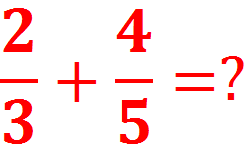 2/3 + 4/5 =?